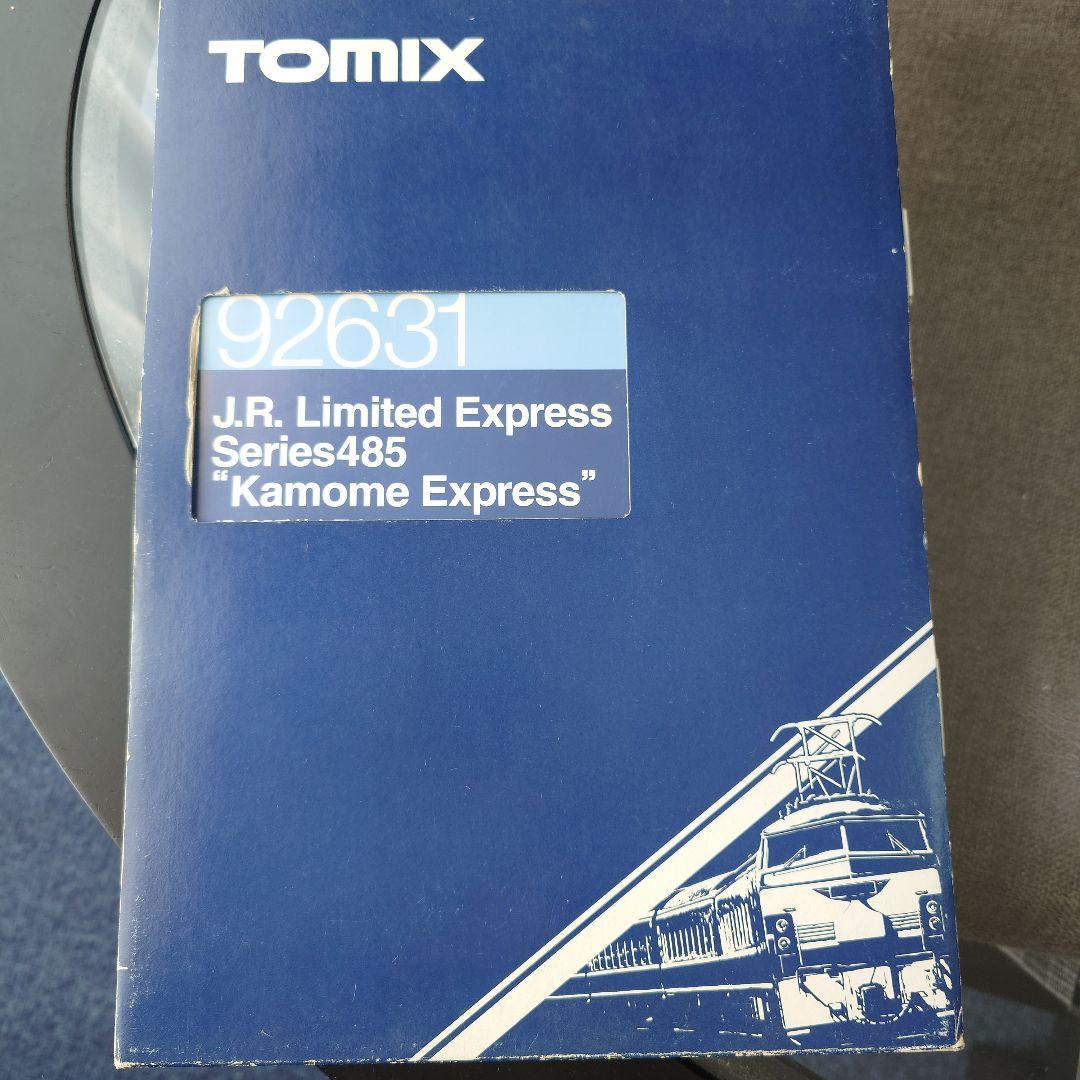 TOMIX
92631
J.R. Limited Express
Series485
“Kamome Express”